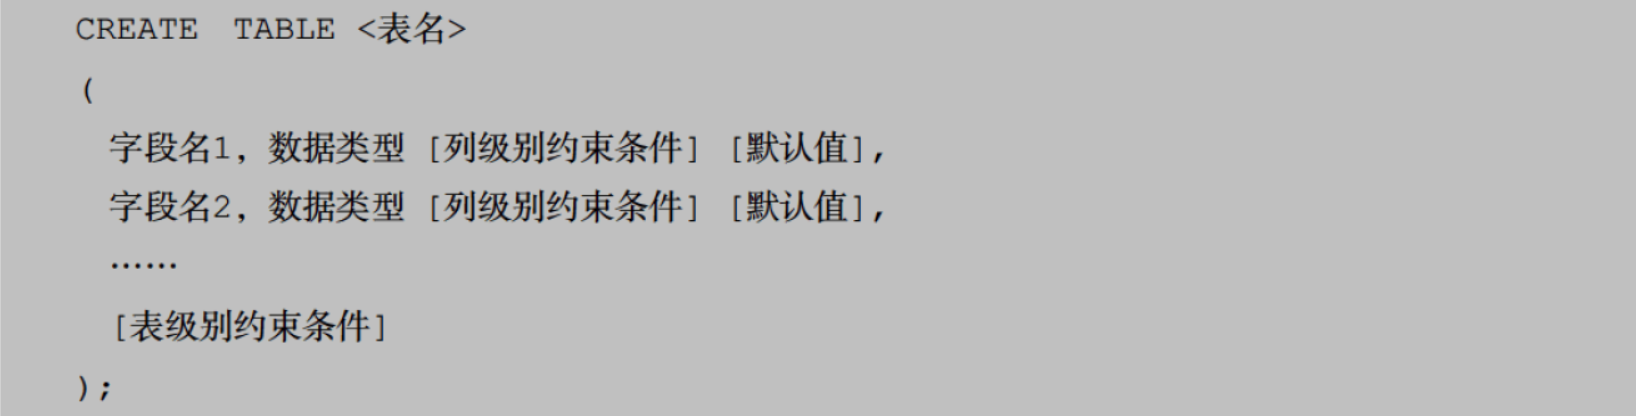 CREATE TABLE <表名>
(
字段名1，数据类型 [列级别约束条件] [默认值],
字段名2，数据类型 [列级别约束条件] [默认值],
……
[表级别约束条件]
);